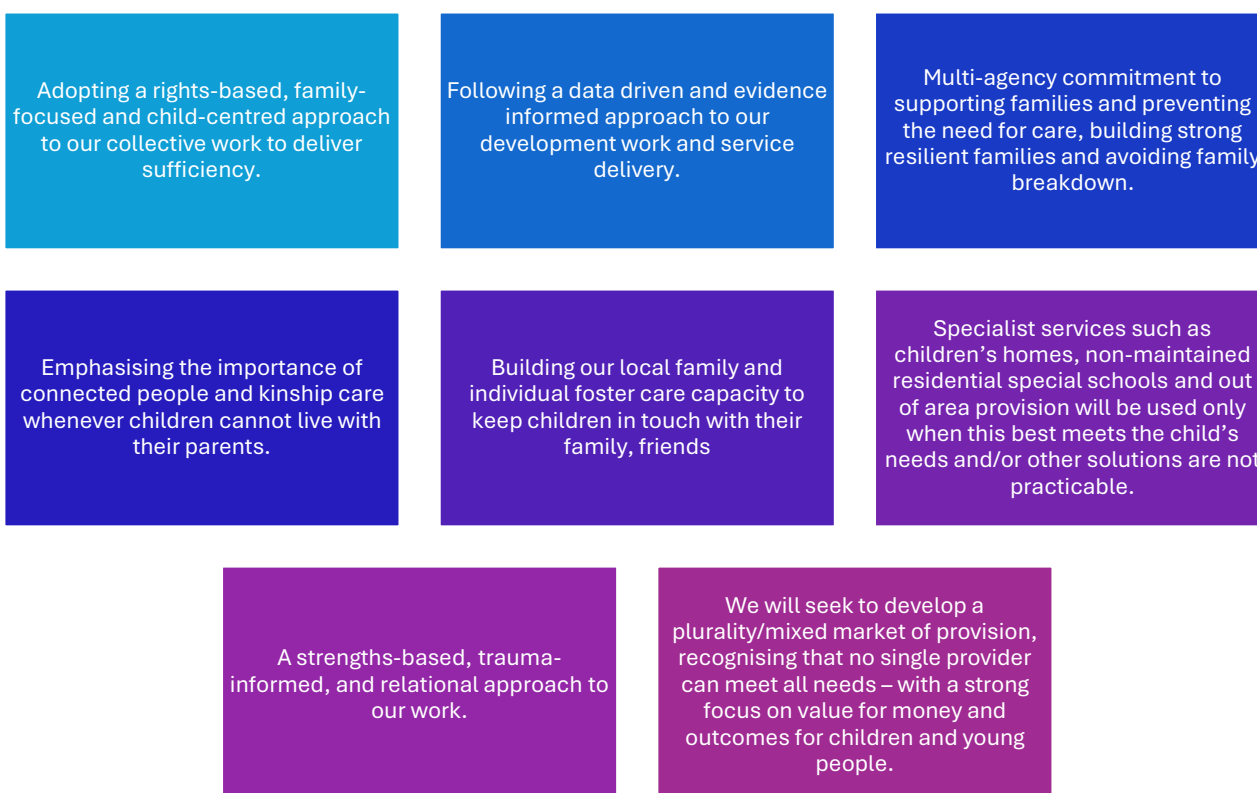 Adopting a rights-based, family-
focused and child-centred approach
to our collective work to deliver
sufficiency.
Following a data driven and evidence
informed approach to our
development work and service
delivery.
Multi-agency commitment to
supporting families and preventing
the need for care, building strong
resilient families and avoiding family
breakdown.
Emphasising the importance of
connected people and kinship care
whenever children cannot live with
their parents.
Building our local family and
individual foster care capacity to
keep children in touch with their
family, friends
Specialist services such as
children’s homes, non-maintained
residential special schools and out
of area provision will be used only
when this best meets the child’s
needs and/or other solutions are not
practicable.
A strengths-based, trauma-
informed, and relational approach to
our work.
We will seek to develop a
plurality/mixed market of provision,
recognising that no single provider
can meet all needs – with a strong
focus on value for money and
outcomes for children and young
people.